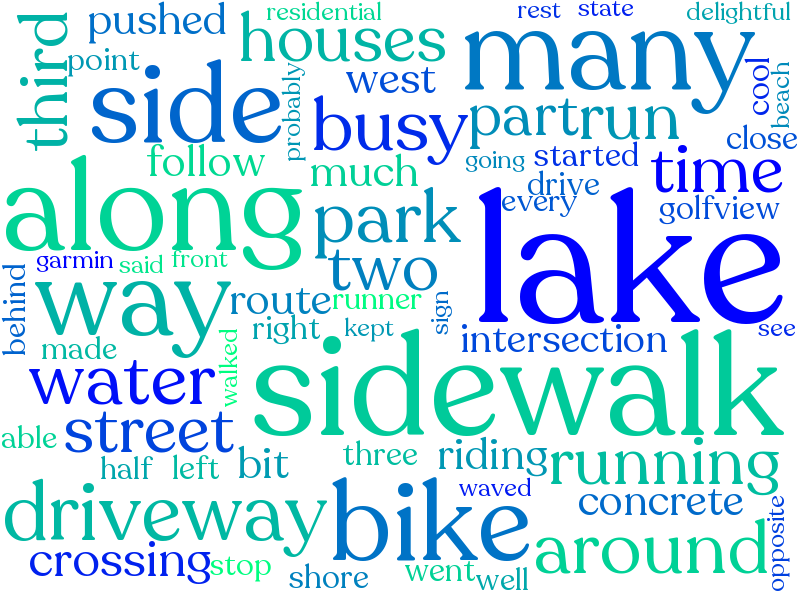 residential
rest
state
delightful
pushed
third
houses
many
point
side
probably
west
cool
beach
busy
part
run
close
follow
much
going
started
time
along
drive
every
golfview
park
lake
garmin
said
front
two
behind
way
route
runner
right
kept
sign
intersection
see
made
walked
water
sidewalk
street
able
half
left
bit
three
riding
running
driveway
bike
waved
concrete
opposite
crossing
stop
shore
went
well
around